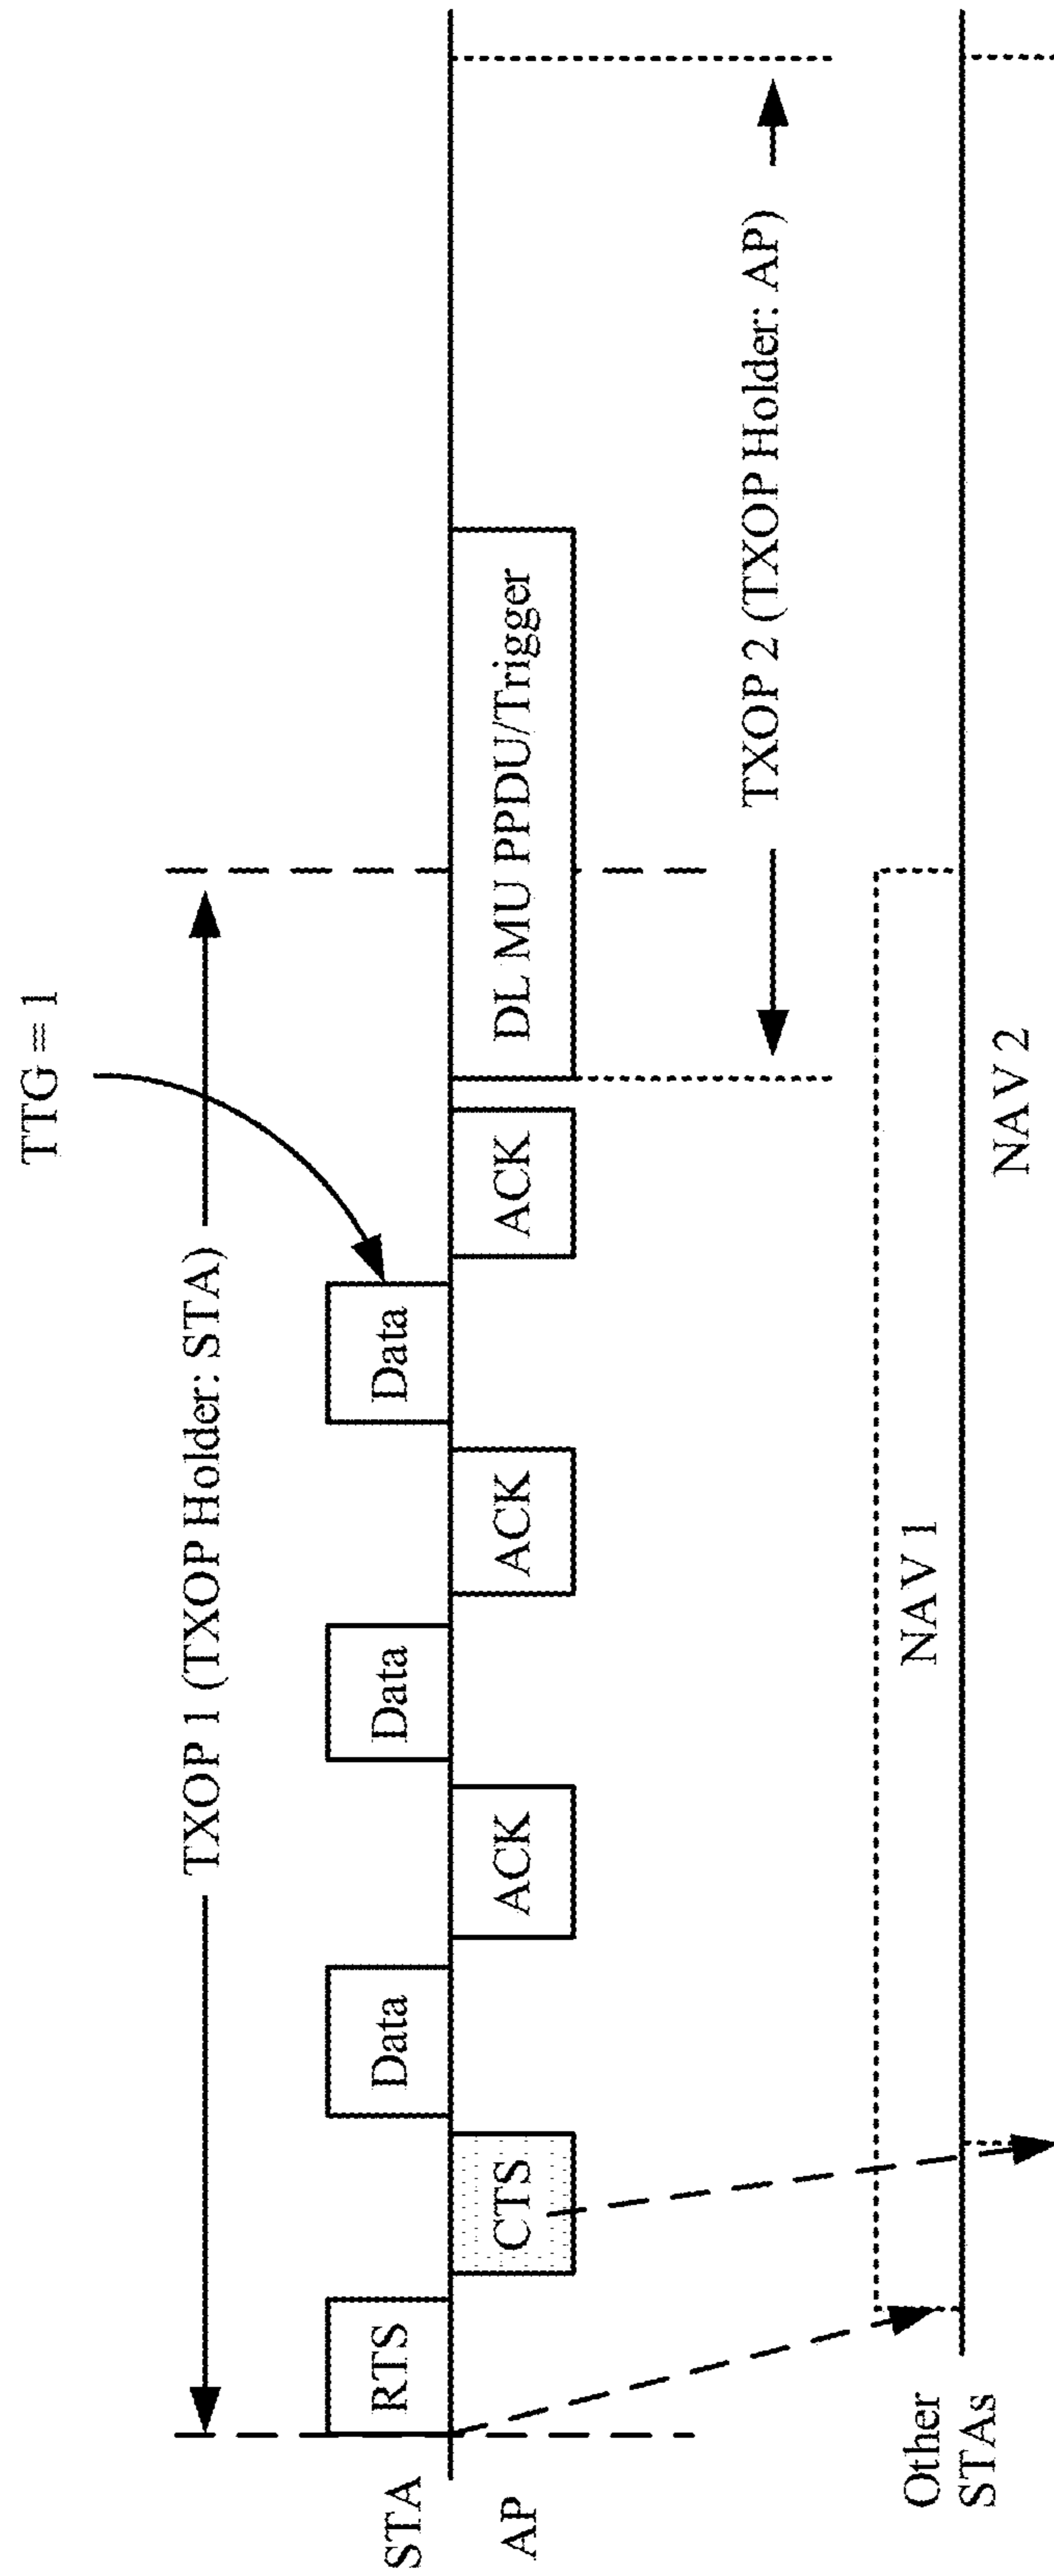 TTG = 1
TXOP 1 (TXOP Holder: STA)
STA
RTS
Data
Data
Data
AP
CTS
ACK
ACK
ACK
DL MU PPDU/Trigger
TXOP 2 (TXOP Holder: AP)
Other
STAs
NAV 1
NAV 2